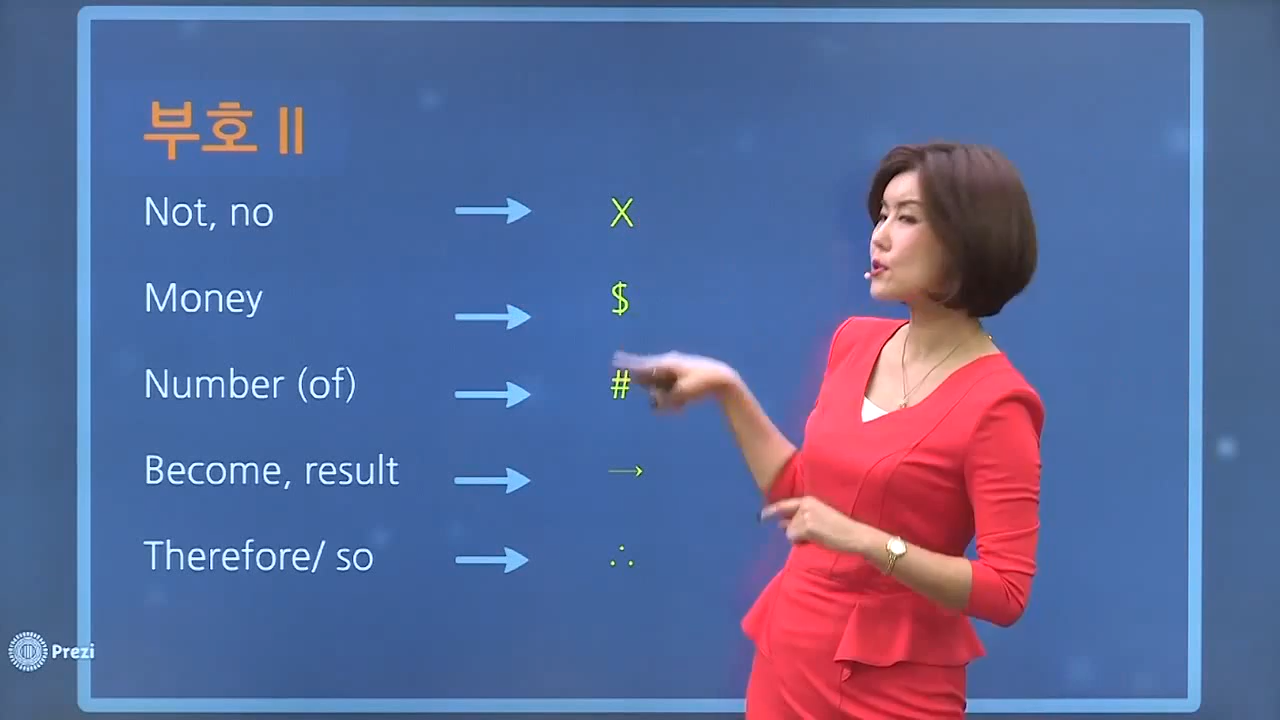 부호 II
Not, no → X
Money → $
Number (of) → #
Become, result → →
Therefore/ so → ∴
Prezi